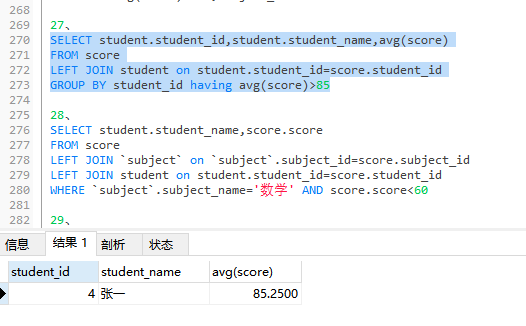 268
269 27、
270 SELECT student.student_id,student.student_name,avg(score)
271 FROM score
272 LEFT JOIN student on student.student_id=score.student_id
273 GROUP BY student_id having avg(score)>85
274
275 28、
276 SELECT student.student_name,score.score
277 FROM score
278 LEFT JOIN `subject` on `subject`.subject_id=score.subject_id
279 LEFT JOIN student on student.student_id=score.student_id
280 WHERE `subject`.subject_name='数学' AND score.score<60
281
282 29、
信息 结果 1 剖析 状态
student_id student_name avg(score)
4 张一 85.2500